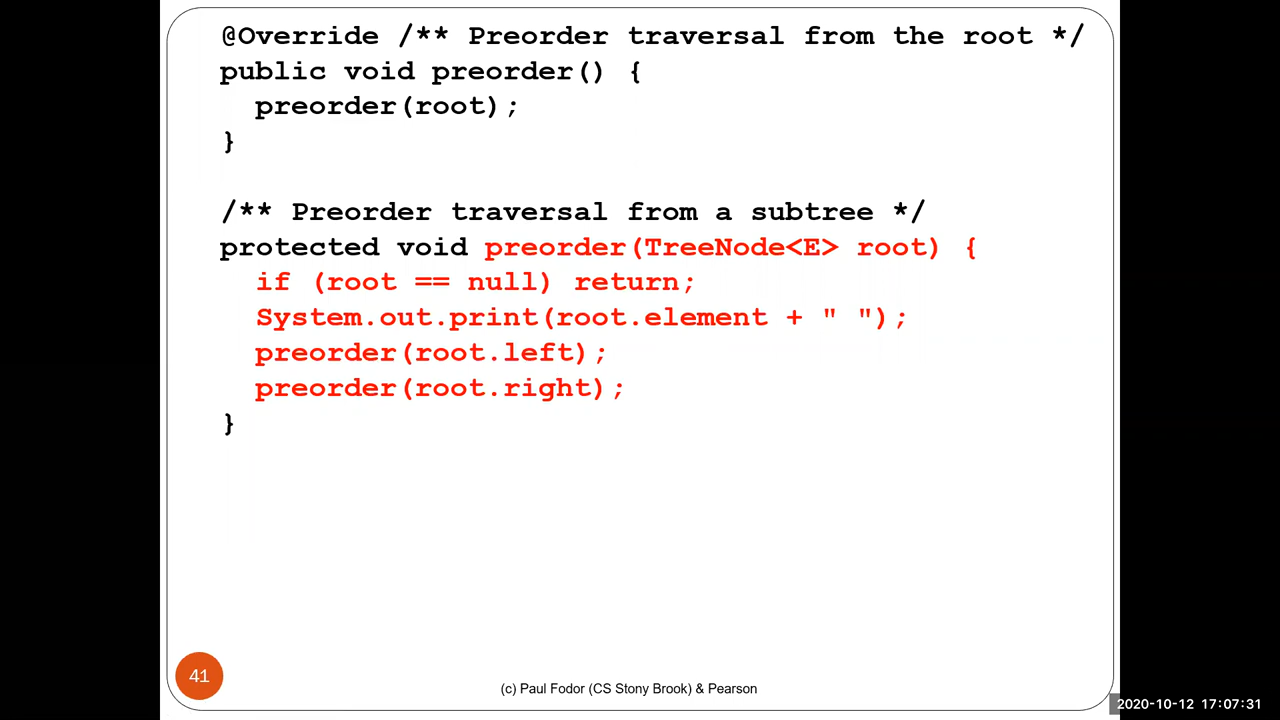 @Override /** Preorder traversal from the root */
public void preorder() {
  preorder(root);
}
/** Preorder traversal from a subtree */
protected void preorder(TreeNode<E> root) {
  if (root == null) return;
  System.out.print(root.element + " ");
  preorder(root.left);
  preorder(root.right);
}
41
(c) Paul Fodor (CS Stony Brook) & Pearson
2020-10-12 17:07:31